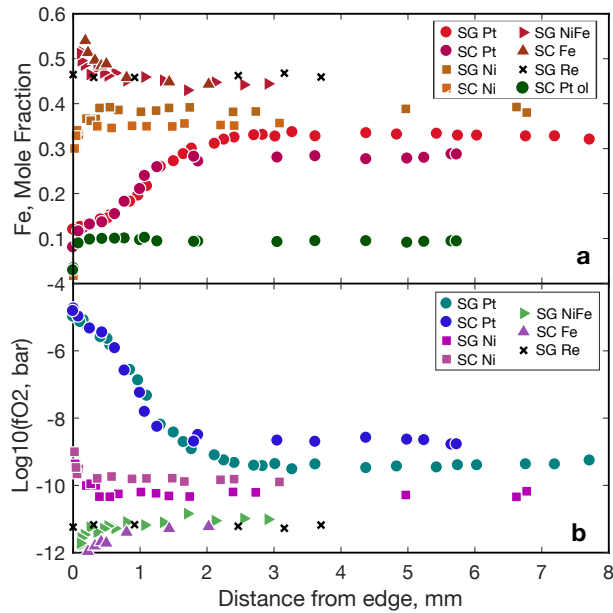 0.6
0.5
0.4
0.3
0.2
0.1
-4
Fe, Mole Fraction
SG Pt
SC Pt
SG Ni
SC Ni
SG NiFe
SC Fe
SG Re
SC Pt ol
a
-6
-8
-10
-12
Log10(fO2, bar)
SG Pt
SC Pt
SG Ni
SC Ni
SG NiFe
SC Fe
SG Re
b
0 1 2 3 4 5 6 7 8
Distance from edge, mm